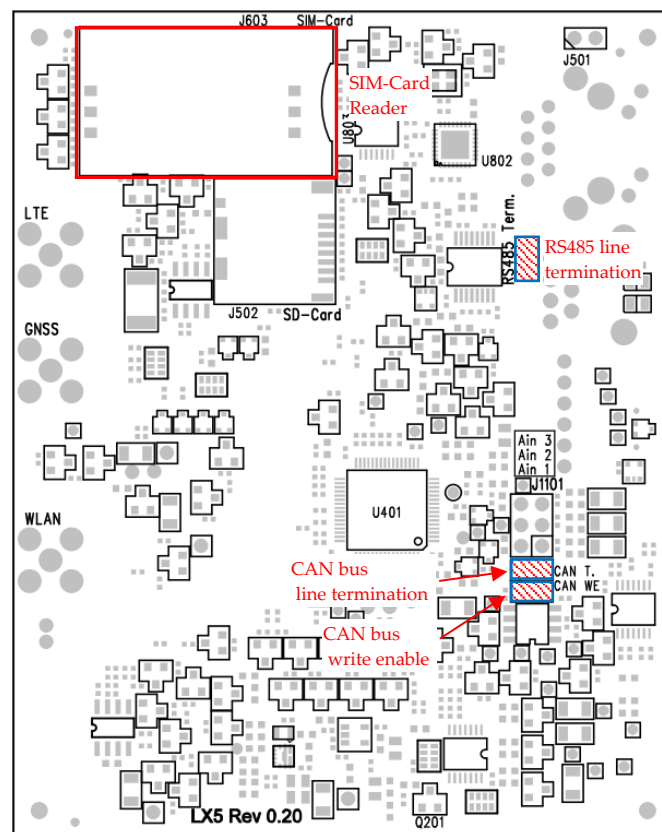 J603 SIM-Card
J501
SIM-Card
Reader
U802
LTE
RS485 Term.
RS485 line
termination
J502 SD-Card
GNSS
Ain 3
Ain 2
Ain 1
J1101
U401
WLAN
CAN bus
line termination
CAN T.
CAN WE
CAN bus
write enable
LX5 Rev 0.20
Q201